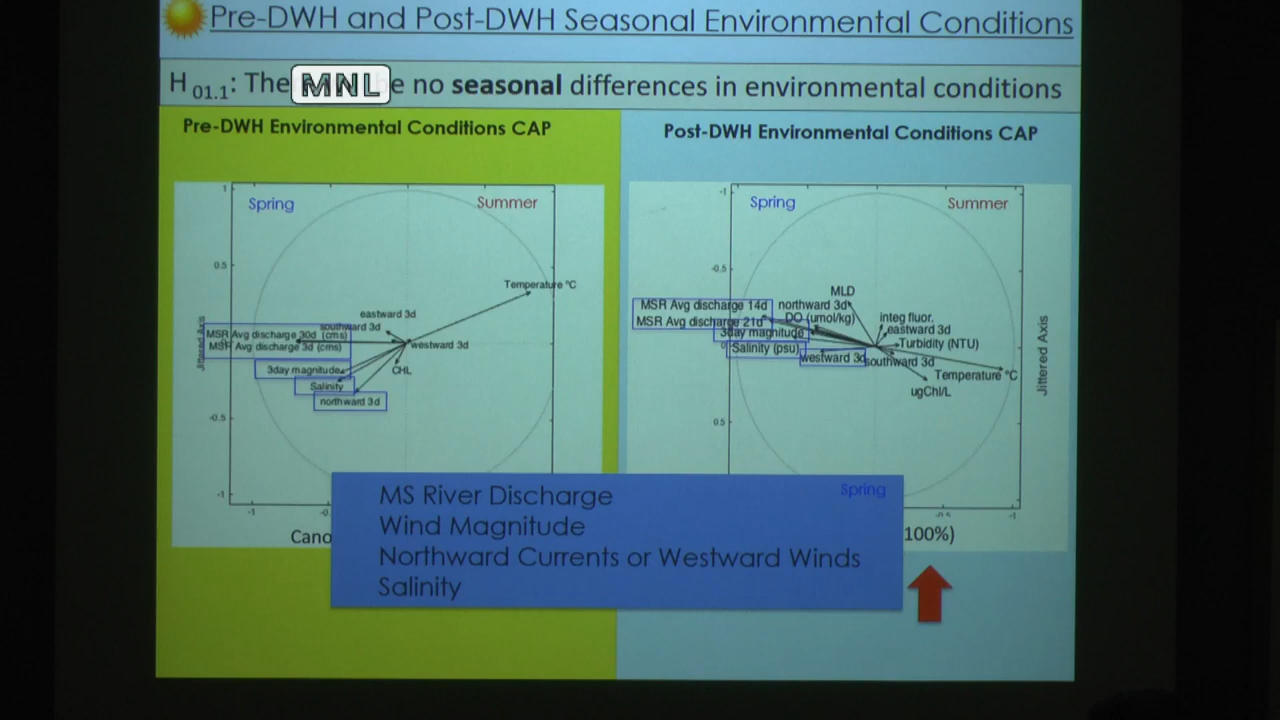 Pre-DWH and Post-DWH Seasonal Environmental Conditions
H 01.1: The MNL e no seasonal differences in environmental conditions
Pre-DWH Environmental Conditions CAP
Post-DWH Environmental Conditions CAP
1
Spring
Summer
0.5
Temperature °C
eastward 3d
southward 3d
MSR Avg discharge 30d (cms)
MSR Avg discharge 3d (cms)
westward 3d
3day magnitude
CHL
Salinity
northward 3d
Jittered Axis
-0.5
-1
-1
Cano
-1
Spring
Summer
-0.5
MLD
MSR Avg discharge 14d
northward 3d
MSR Avg discharge 21d
DO (umol/kg)
integ fluor.
3day magnitude
eastward 3d
Turbidity (NTU)
Salinity (psu)
westward 3d
southward 3d
Temperature °C
ugChl/L
0.5
Jittered Axis
-0.5
-1
100%)
Spring
MS River Discharge
Wind Magnitude
Northward Currents or Westward Winds
Salinity